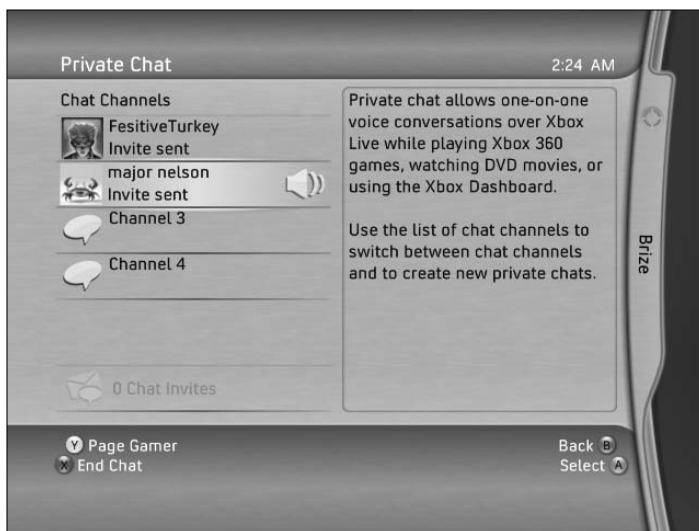 Private Chat
2:24 AM
Chat Channels
FesitiveTurkey
Invite sent
major nelson
Invite sent
Channel 3
Channel 4
0 Chat Invites
Private chat allows one-on-one
voice conversations over Xbox
Live while playing Xbox 360
games, watching DVD movies, or
using the Xbox Dashboard.
Use the list of chat channels to
switch between chat channels
and to create new private chats.
Brize
Y Page Gamer
X End Chat
Back B
Select A